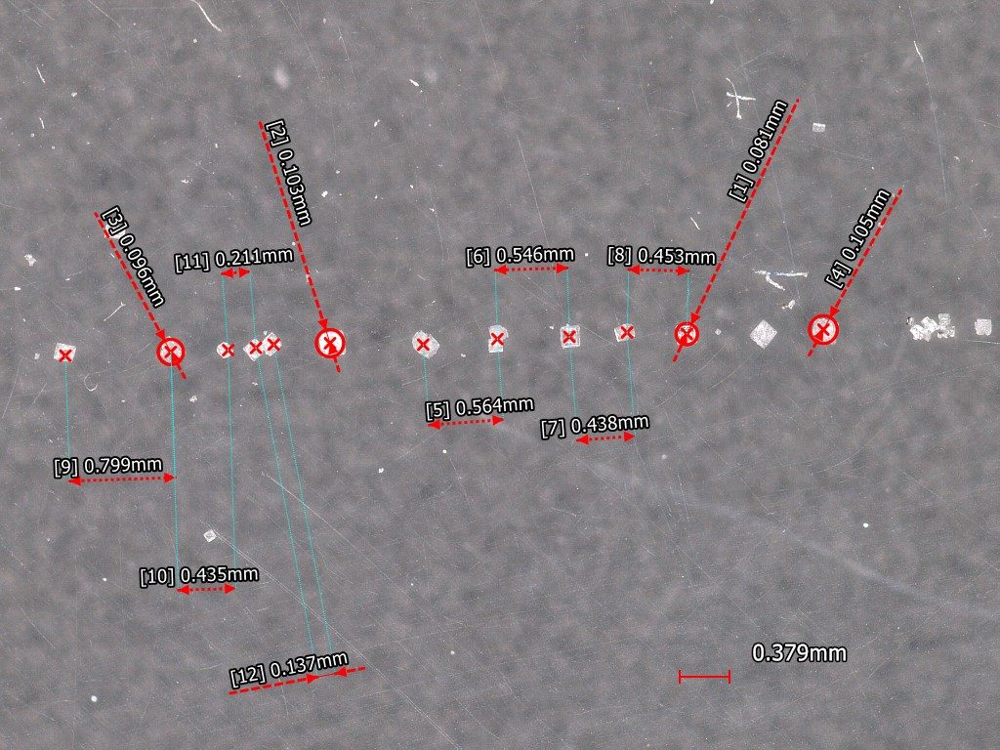 [1] 0.081mm
[2] 0.103mm
[4] 0.105mm
[3] 0.096mm
[11] 0.211mm
[6] 0.546mm
[8] 0.453mm
[5] 0.564mm
[7] 0.438mm
[9] 0.799mm
[10] 0.435mm
[12] 0.137mm
0.379mm